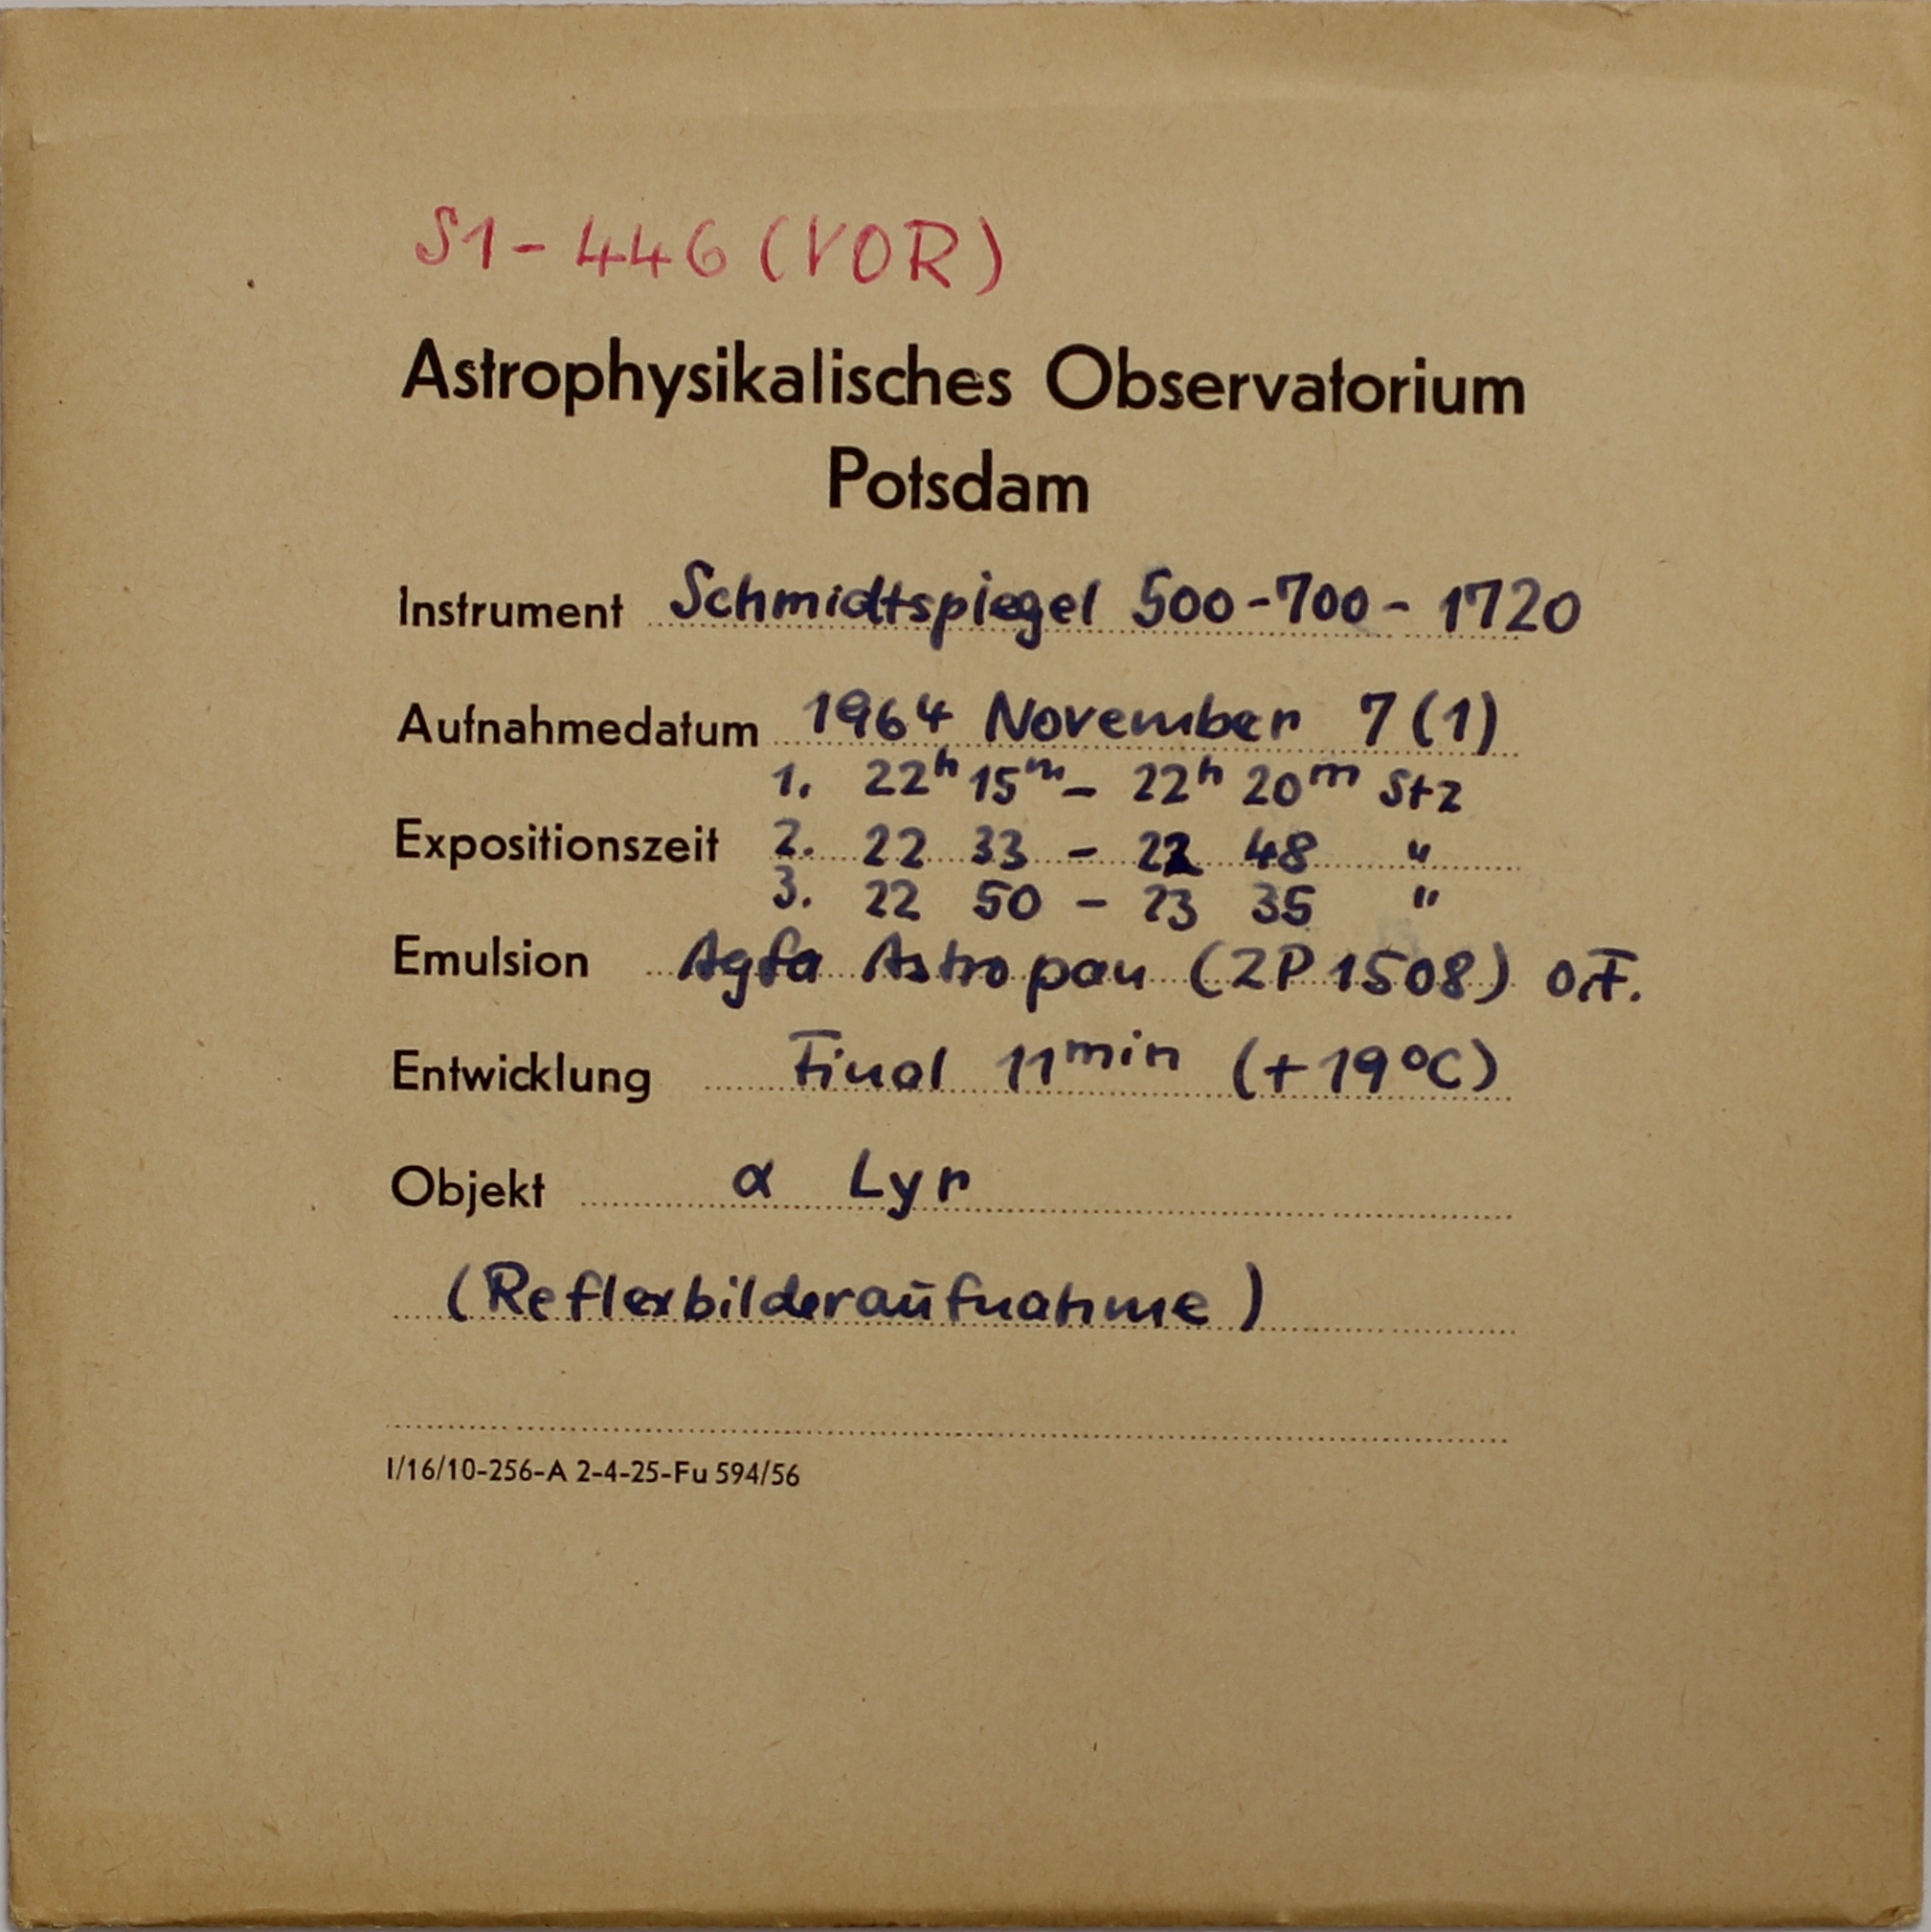 S1-446 (VOR)
Astrophysikalisches Observatorium
Potsdam
Instrument Schmidtspiegel 500-700-1720
Aufnahmedatum 1964 November 7(1)
1. 22h 15m - 22h 20m Stz
Expositionszeit 2. 22 33 - 22 48 "
3. 22 50 - 23 35 "
Emulsion Agfa Astropan (ZP 1508) o.F.
Entwicklung Final 11min (+19°C)
Objekt α Lyr
(Reflexbilderaufnahme)
I/16/10-256-A 2-4-25-Fu 594/56